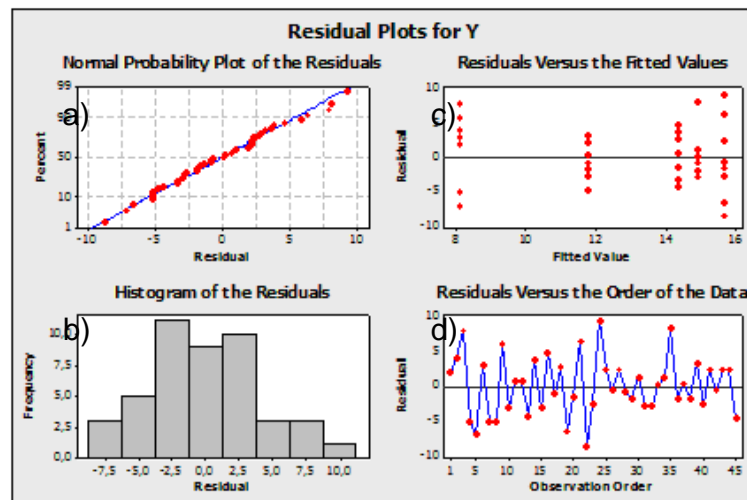 Residual Plots for Y
Normal Probability Plot of the Residuals
Residuals Versus the Fitted Values
99
90
50
10
1
Percent
a)
-10 -5 0 5 10
Residual
10
5
0
-5
-10
Residual
c)
8 10 12 14 16
Fitted Value
Histogram of the Residuals
Residuals Versus the Order of the Data
10,0
7,5
5,0
2,5
0,0
Frequency
b)
-7,5 -5,0 -2,5 0,0 2,5 5,0 7,5 10,0
Residual
10
5
0
-5
-10
Residual
d)
1 5 10 15 20 25 30 35 40 45
Observation Order